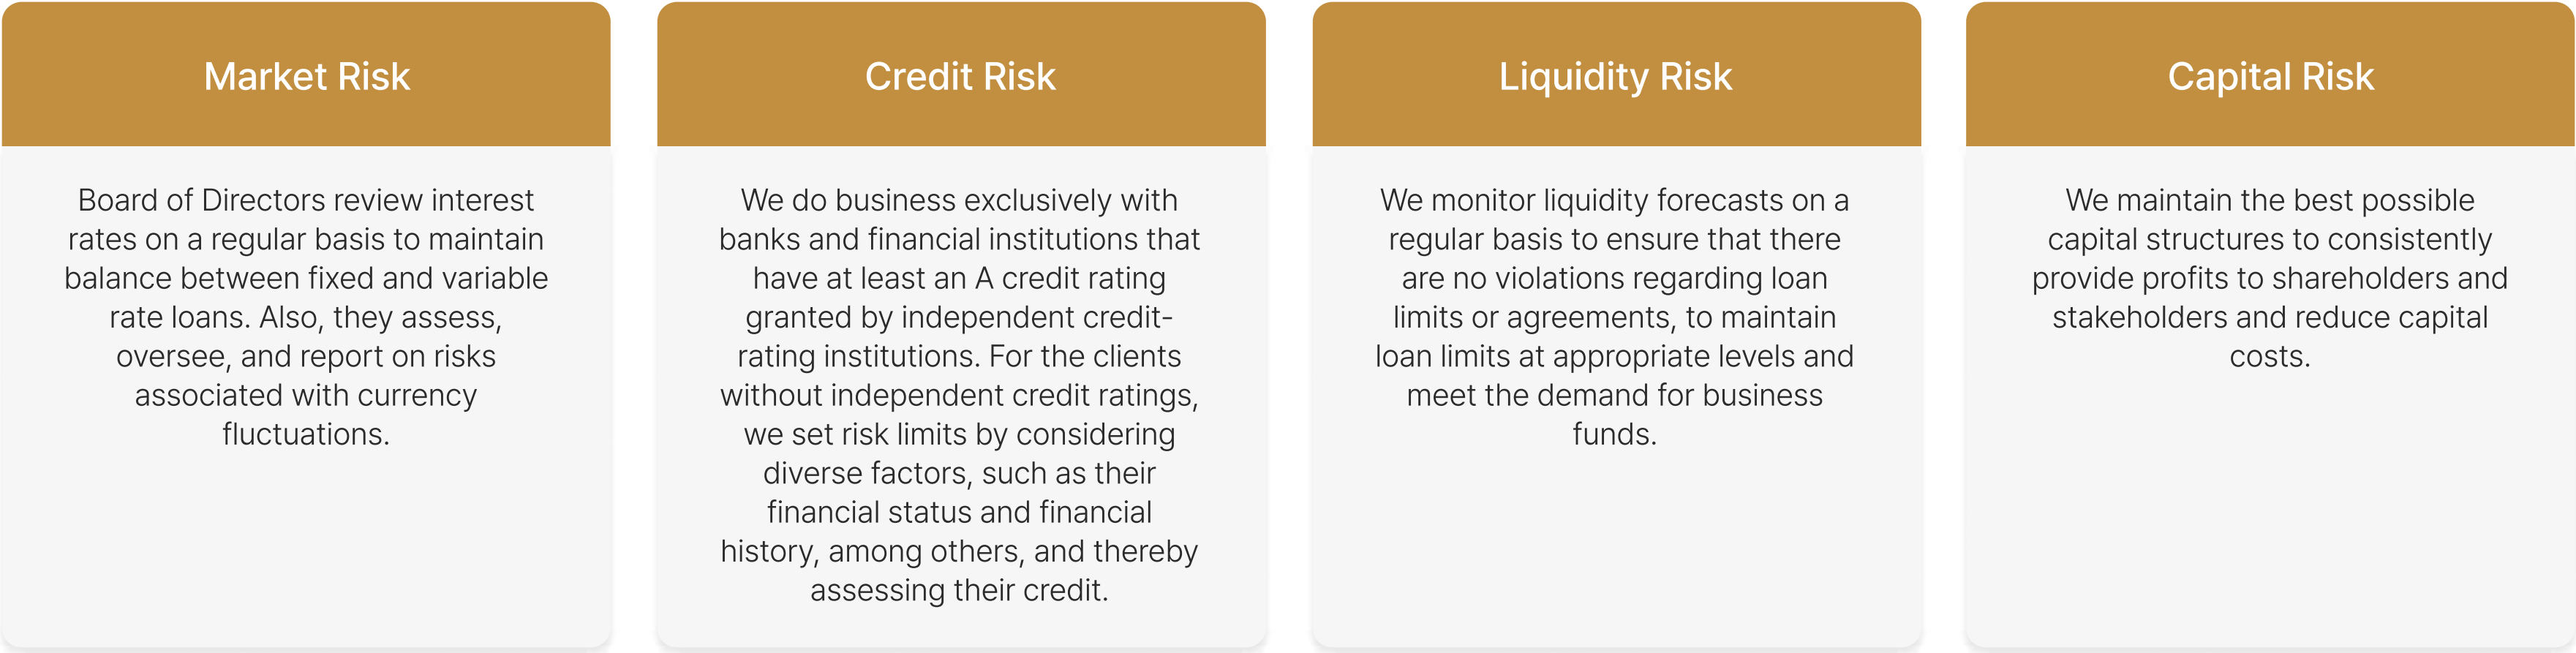 Market Risk
Board of Directors review interest
rates on a regular basis to maintain
balance between fixed and variable
rate loans. Also, they assess,
oversee, and report on risks
associated with currency
fluctuations.
Credit Risk
We do business exclusively with
banks and financial institutions that
have at least an A credit rating
granted by independent credit-
rating institutions. For the clients
without independent credit ratings,
we set risk limits by considering
diverse factors, such as their
financial status and financial
history, among others, and thereby
assessing their credit.
Liquidity Risk
We monitor liquidity forecasts on a
regular basis to ensure that there
are no violations regarding loan
limits or agreements, to maintain
loan limits at appropriate levels and
meet the demand for business
funds.
Capital Risk
We maintain the best possible
capital structures to consistently
provide profits to shareholders and
stakeholders and reduce capital
costs.